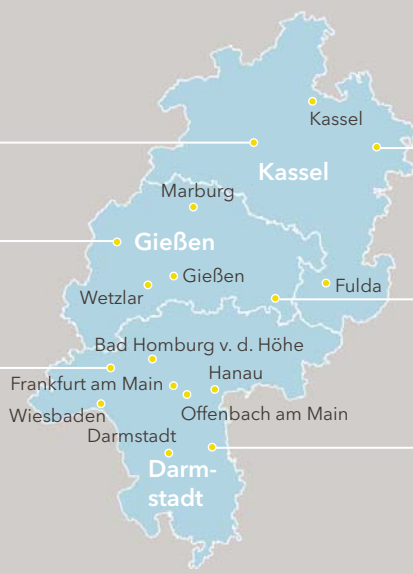 Kassel
Kassel
Marburg
Gießen
Gießen
Wetzlar
Fulda
Bad Homburg v. d. Höhe
Hanau
Frankfurt am Main
Wiesbaden
Offenbach am Main
Darmstadt
Darm-
stadt